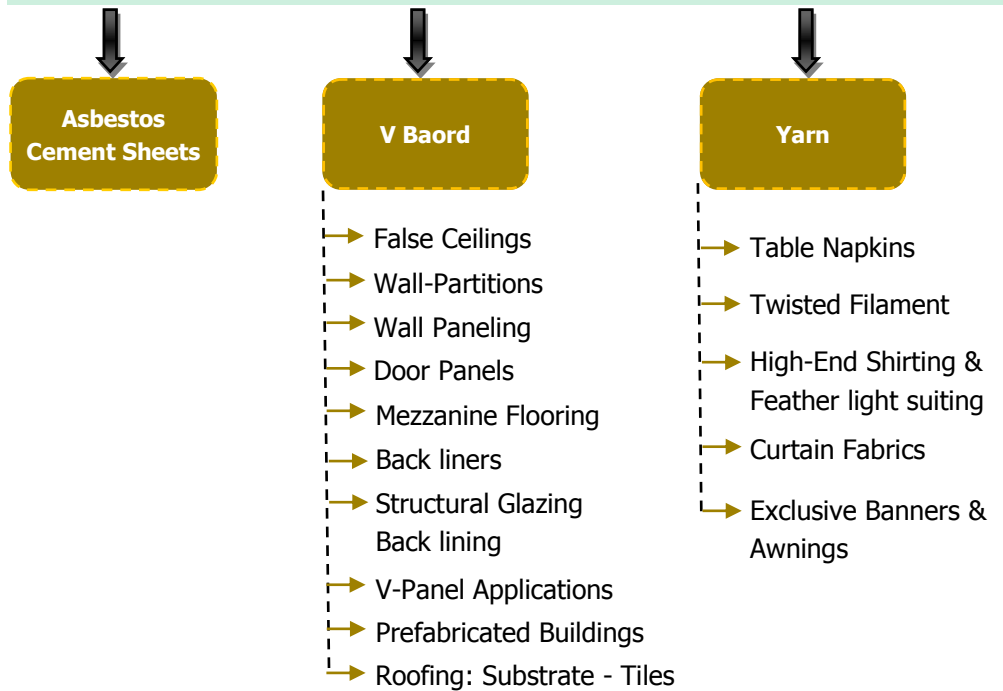 Asbestos
Cement Sheets
V Baord
False Ceilings
Wall-Partitions
Wall Paneling
Door Panels
Mezzanine Flooring
Back liners
Structural Glazing
Back lining
V-Panel Applications
Prefabricated Buildings
Roofing: Substrate - Tiles
Yarn
Table Napkins
Twisted Filament
High-End Shirting &
Feather light suiting
Curtain Fabrics
Exclusive Banners &
Awnings